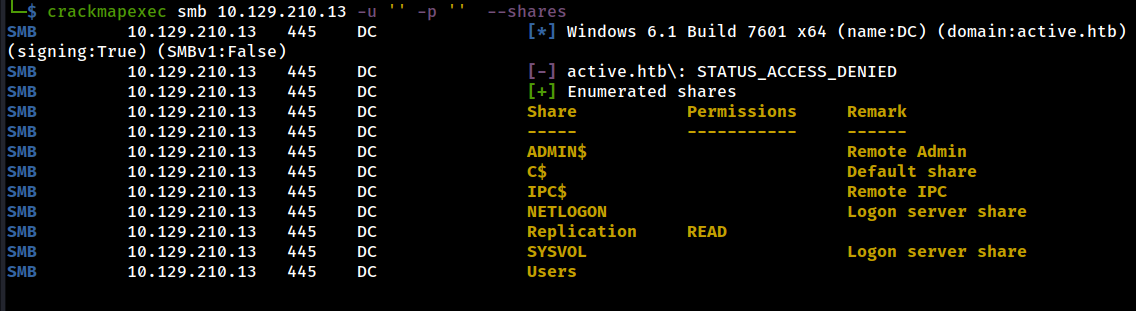 └─$ crackmapexec smb 10.129.210.13 -u '' -p '' --shares
SMB 10.129.210.13 445 DC [*] Windows 6.1 Build 7601 x64 (name:DC) (domain:active.htb)
(signing:True) (SMBv1:False)
SMB 10.129.210.13 445 DC [-] active.htb\: STATUS_ACCESS_DENIED
SMB 10.129.210.13 445 DC [+] Enumerated shares
SMB 10.129.210.13 445 DC Share Permissions Remark
SMB 10.129.210.13 445 DC ----- ----------- ------
SMB 10.129.210.13 445 DC ADMIN$ Remote Admin
SMB 10.129.210.13 445 DC C$ Default share
SMB 10.129.210.13 445 DC IPC$ Remote IPC
SMB 10.129.210.13 445 DC NETLOGON Logon server share
SMB 10.129.210.13 445 DC Replication READ
SMB 10.129.210.13 445 DC SYSVOL Logon server share
SMB 10.129.210.13 445 DC Users